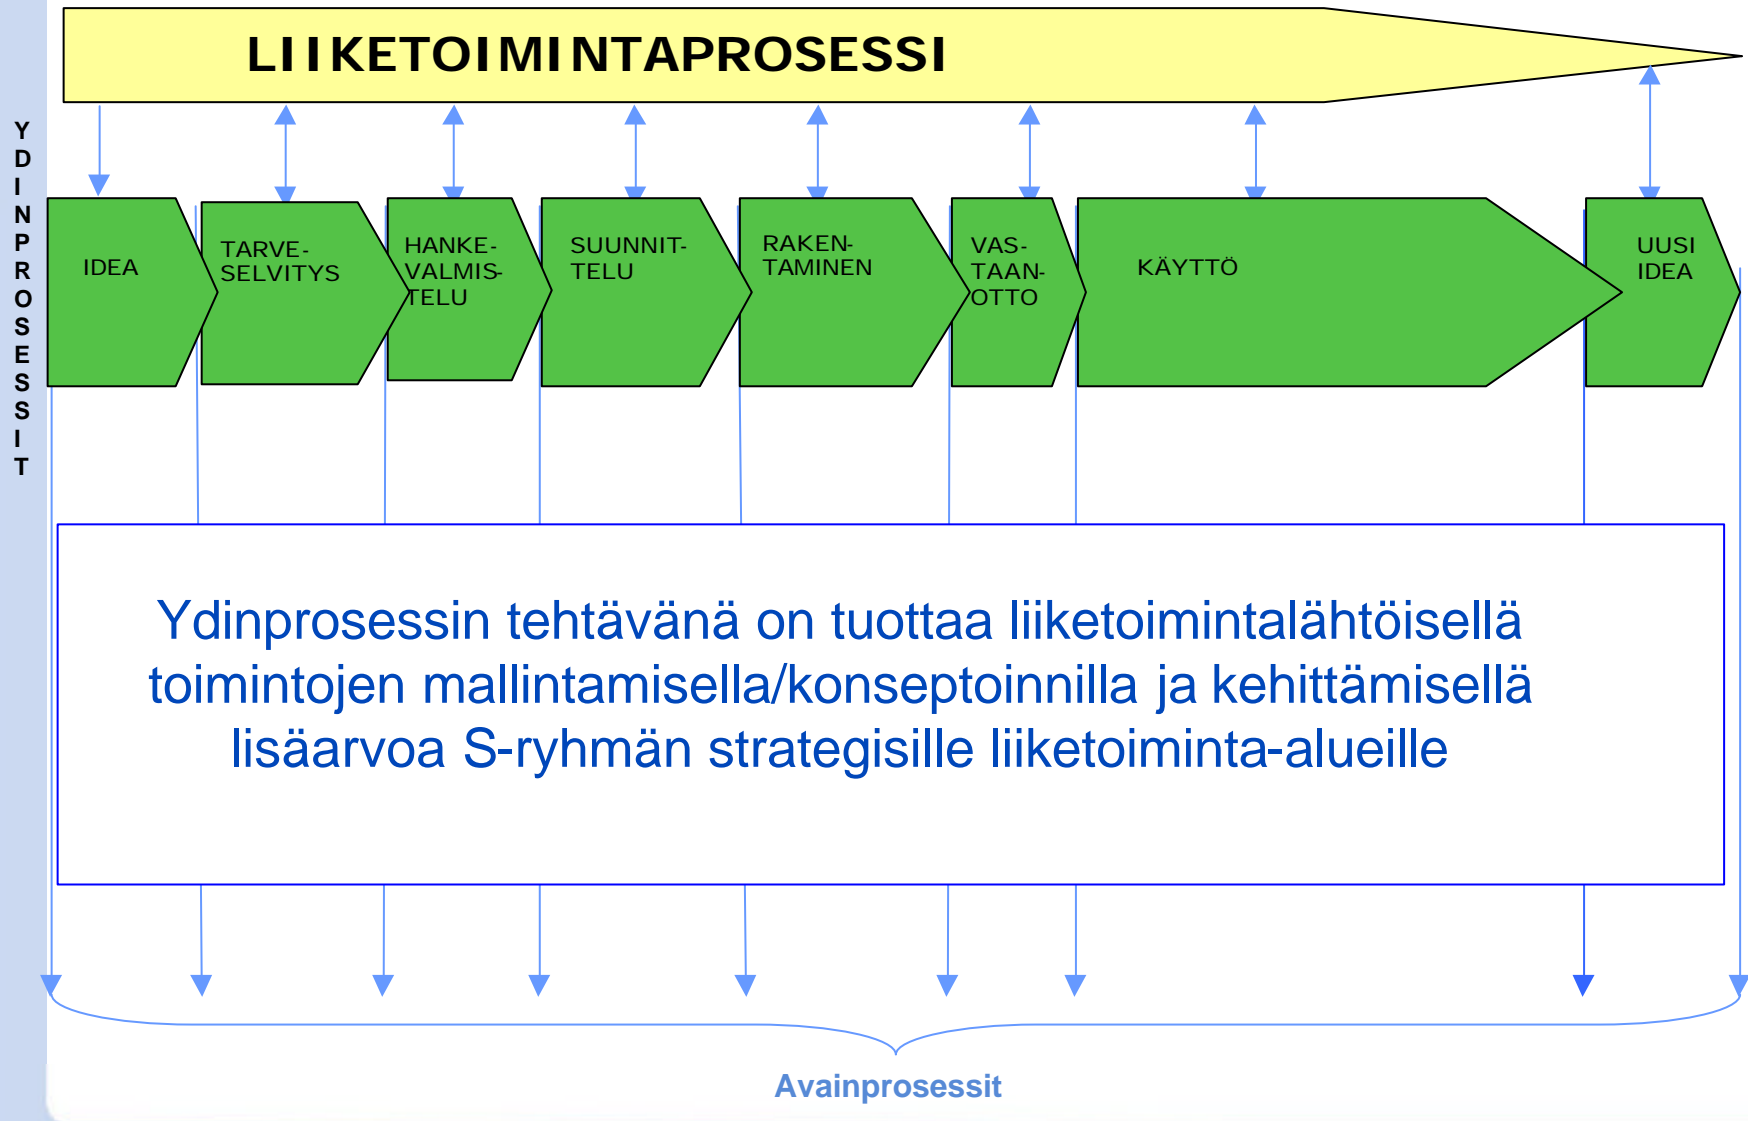 LIIKETOIMINTAPROSESSI
YDINPROSESSIT
IDEA
TARVE-
SELVITYS
HANKE-
VALMIS-
TELU
SUUNNIT-
TELU
RAKEN-
TAMINEN
VAS-
TAAN-
OTTO
KÄYTTÖ
UUSI
IDEA
Ydinprosessin tehtävänä on tuottaa liiketoimintalähtöisellä
toimintojen mallintamisella/konseptoinnilla ja kehittämisellä
lisäarvoa S-ryhmän strategisille liiketoiminta-alueille
Avainprosessit